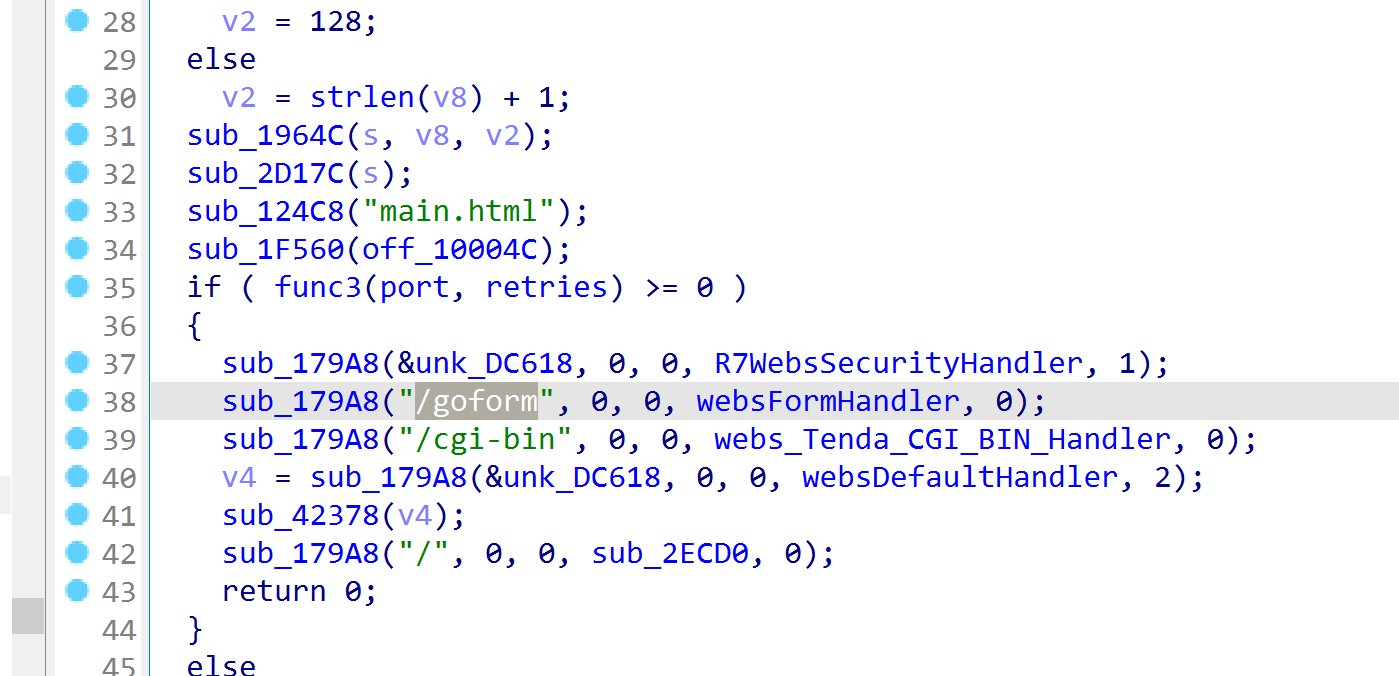 28 v2 = 128;
29 else
30 v2 = strlen(v8) + 1;
31 sub_1964C(s, v8, v2);
32 sub_2D17C(s);
33 sub_124C8("main.html");
34 sub_1F560(off_10004C);
35 if ( func3(port, retries) >= 0 )
36 {
37 sub_179A8(&unk_DC618, 0, 0, R7WebsSecurityHandler, 1);
38 sub_179A8("/goform", 0, 0, websFormHandler, 0);
39 sub_179A8("/cgi-bin", 0, 0, webs_Tenda_CGI_BIN_Handler, 0);
40 v4 = sub_179A8(&unk_DC618, 0, 0, websDefaultHandler, 2);
41 sub_42378(v4);
42 sub_179A8("/", 0, 0, sub_2ECD0, 0);
43 return 0;
44 }
45 else